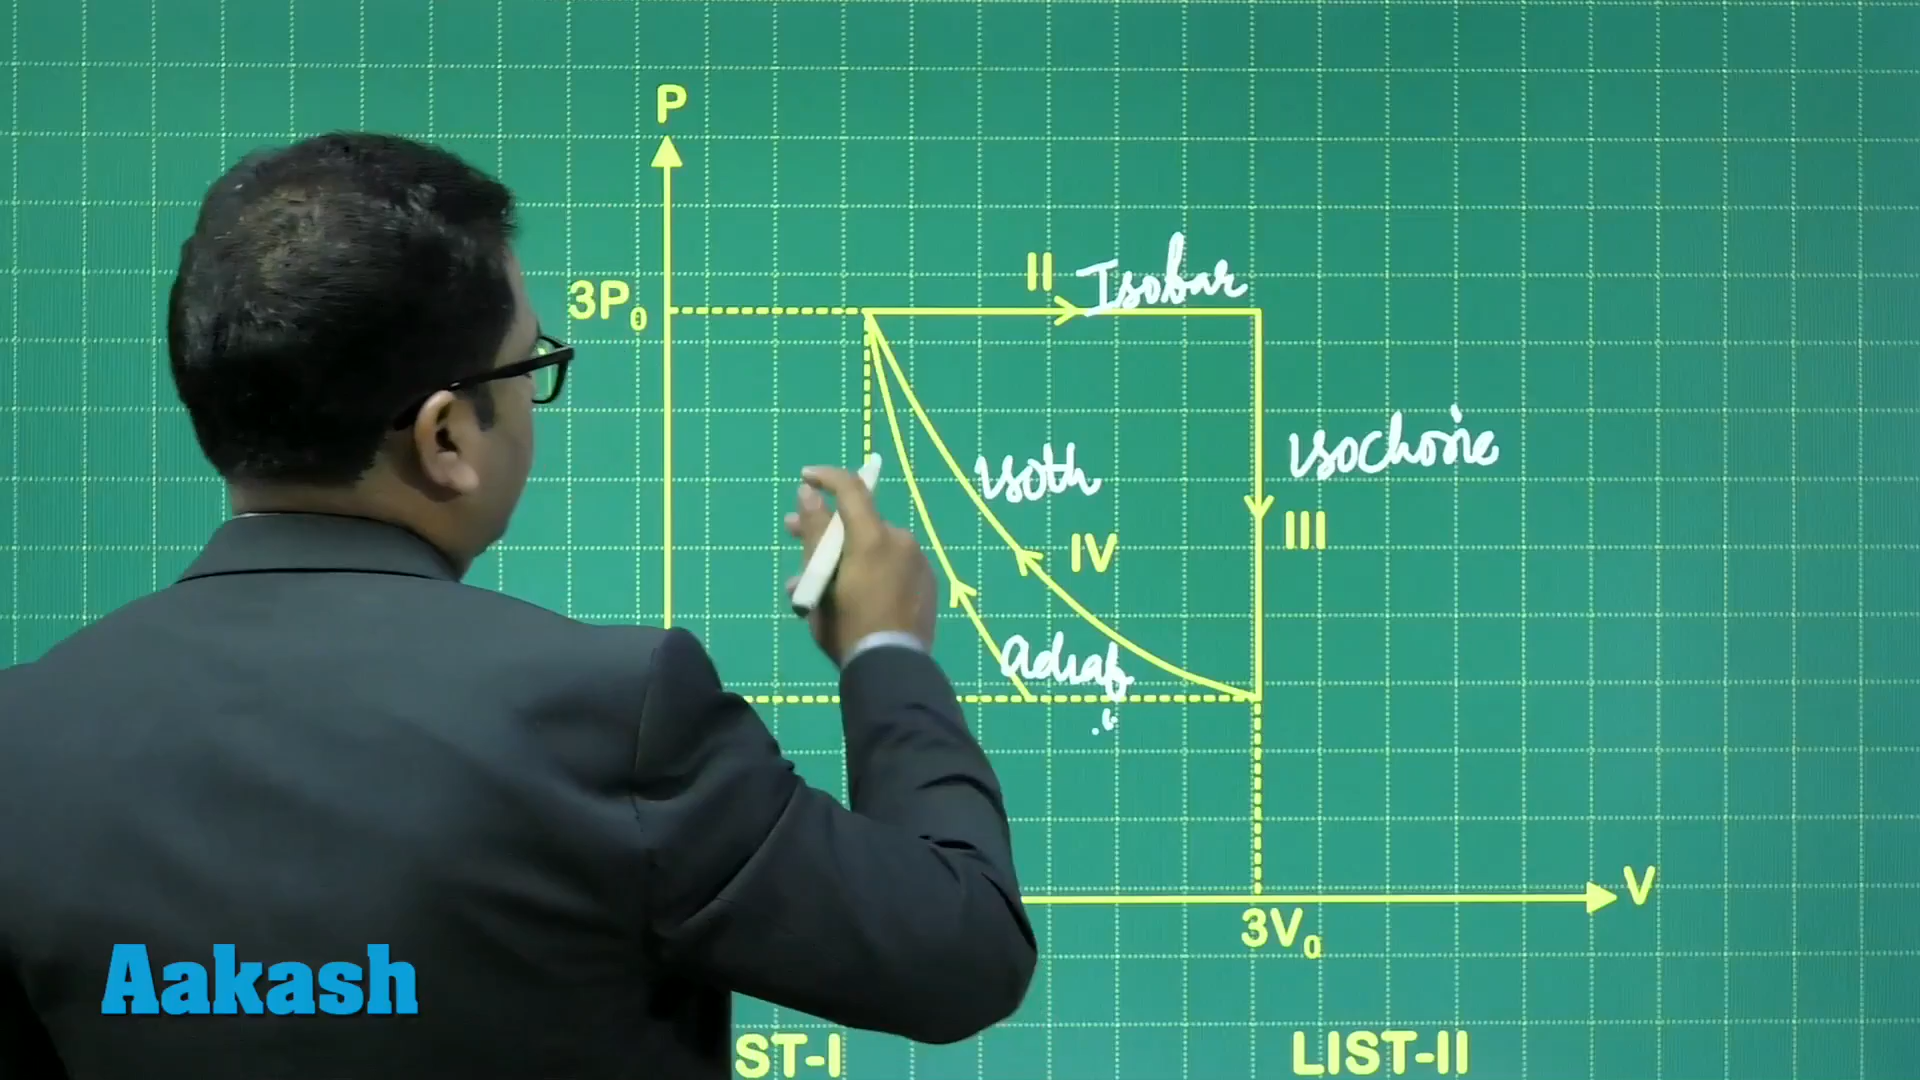 P
3P₀
II Isobar
isochoric
isoth
III
IV
adiab
V
3V₀
Aakash
ST-I
LIST-II